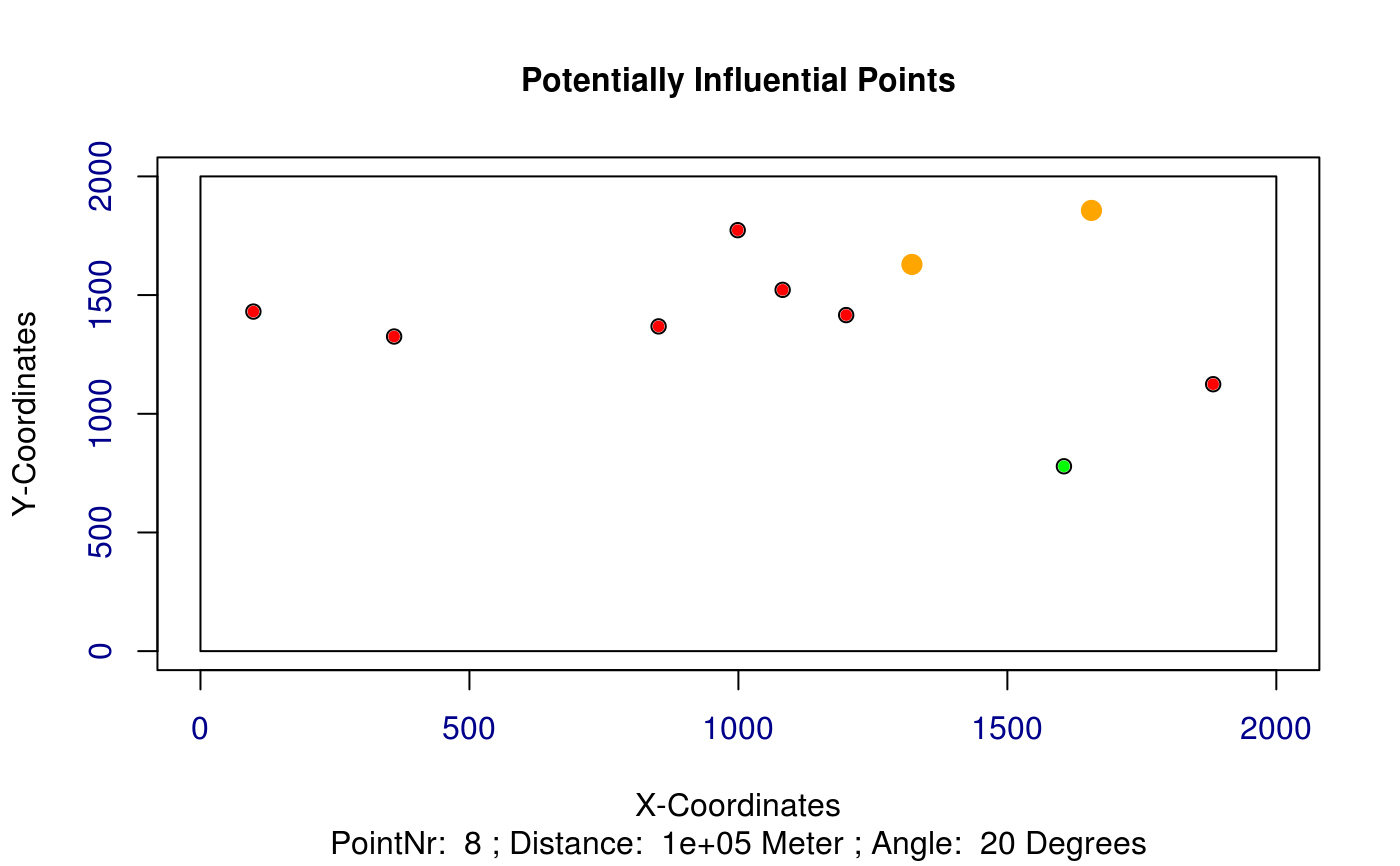 Potentially Influential Points
2000
1500
1000
500
0
Y-Coordinates
0 500 1000 1500 2000
X-Coordinates
PointNr:  8 ; Distance:  1e+05 Meter ; Angle:  20 Degrees